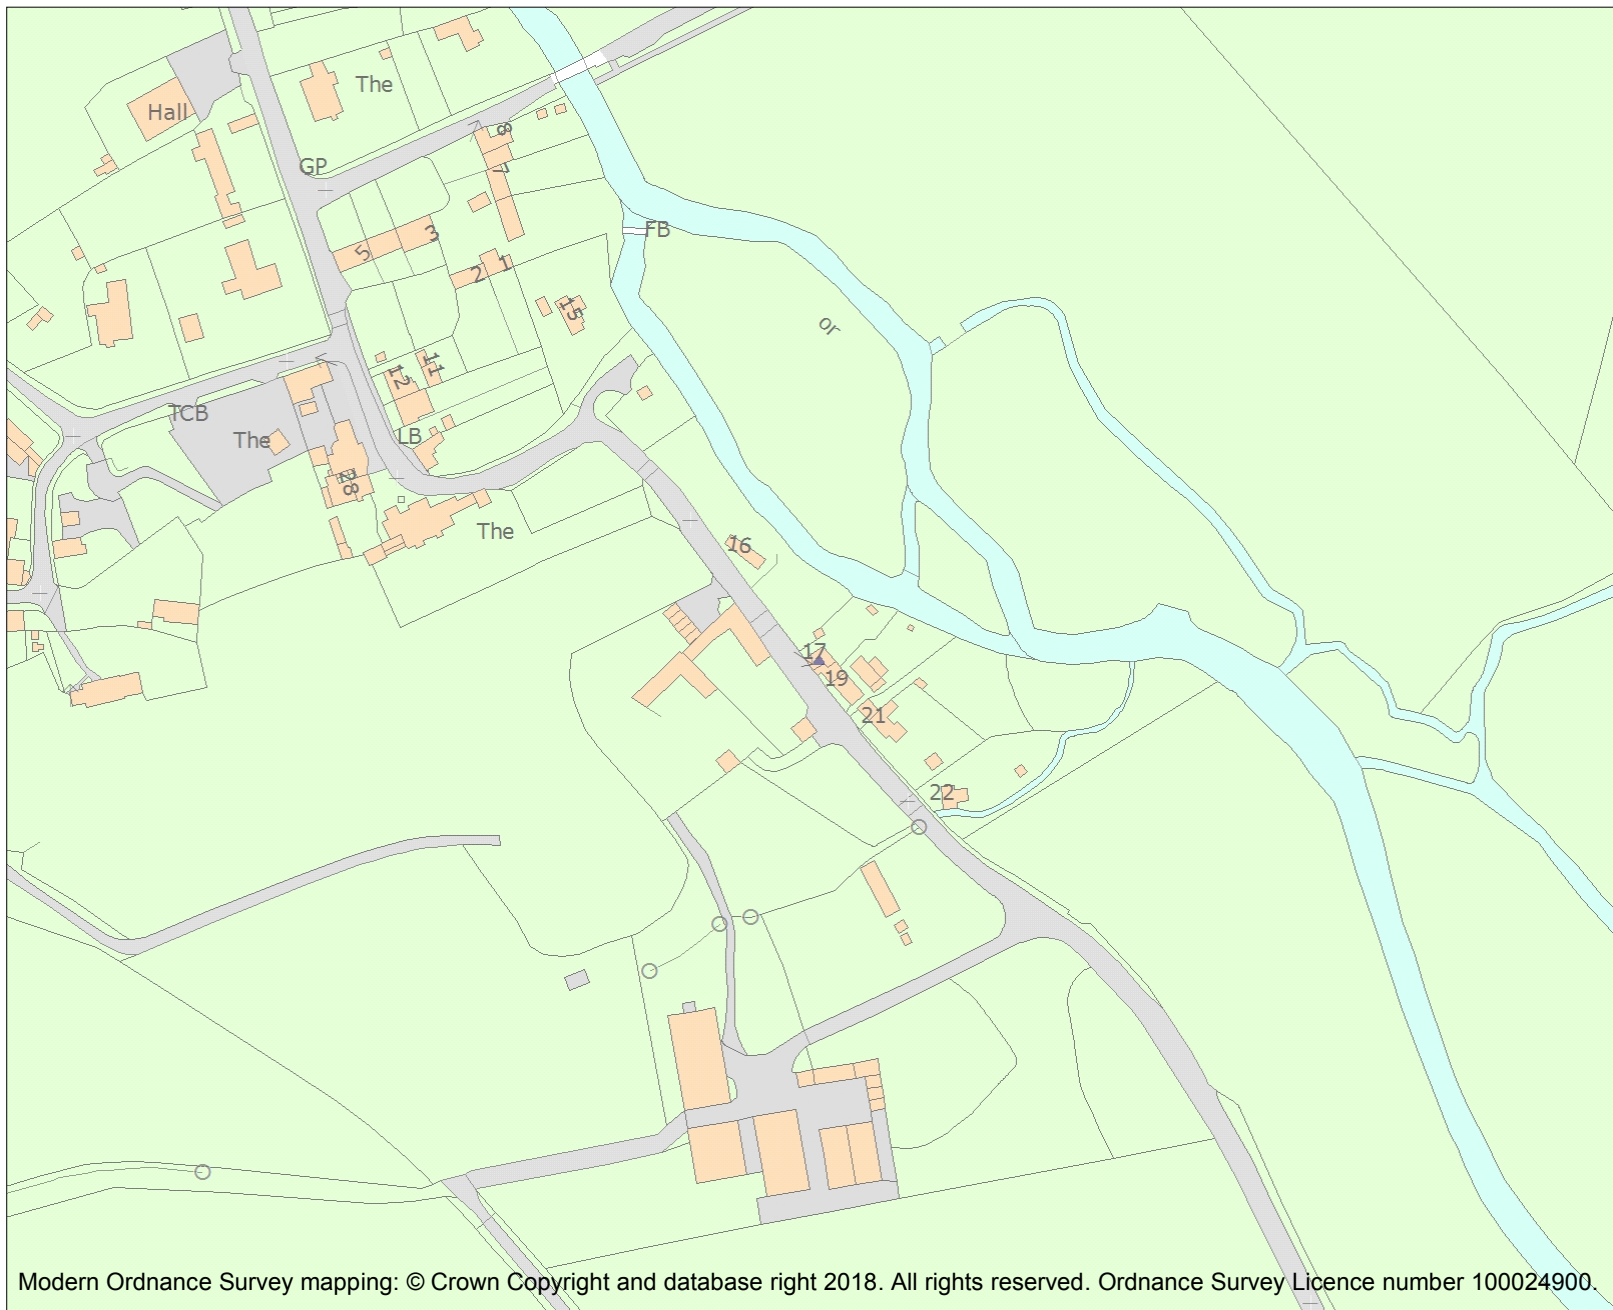 The
Hall
8
GP
7
FB
3
5
1
2
15
or
11
12
TCB
The
LB
28
The
16
17
19
21
22
Modern Ordnance Survey mapping: © Crown Copyright and database right 2018. All rights reserved. Ordnance Survey Licence number 100024900.